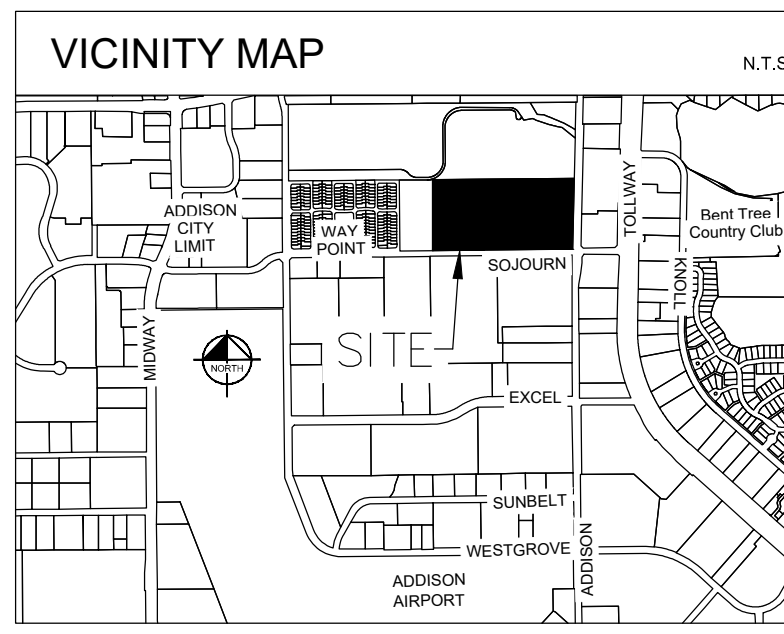 VICINITY MAP
N.T.S
ADDISON
CITY
LIMIT
WAY
POINT
TOLLWAY
Bent Tree
Country Club
SOJOURN
KNOLL
MIDWAY
SITE
NORTH
EXCEL
SUNBELT
WESTGROVE
ADDISON
ADDISON
AIRPORT